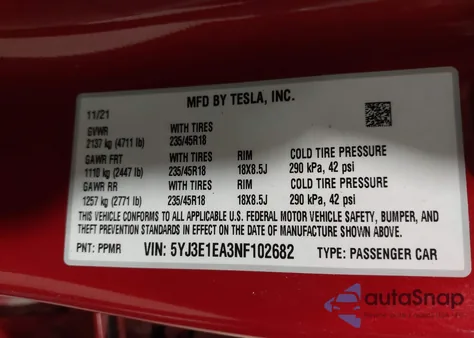 MFD BY TESLA, INC.
11/21
GVWR WITH TIRES
2137 kg (4711 lb) 235/45R18
GAWR FRT WITH TIRES RIM COLD TIRE PRESSURE
1110 kg (2447 lb) 235/45R18 18X8.5J 290 kPa, 42 psi
GAWR RR WITH TIRES RIM COLD TIRE PRESSURE
1257 kg (2771 lb) 235/45R18 18X8.5J 290 kPa, 42 psi
THIS VEHICLE CONFORMS TO ALL APPLICABLE U.S. FEDERAL MOTOR VEHICLE SAFETY, BUMPER, AND
THEFT PREVENTION STANDARDS IN EFFECT ON THE DATE OF MANUFACTURE SHOWN ABOVE.
PNT: PPMR VIN: 5YJ3E1EA3NF102682 TYPE: PASSENGER CAR
autoSnap